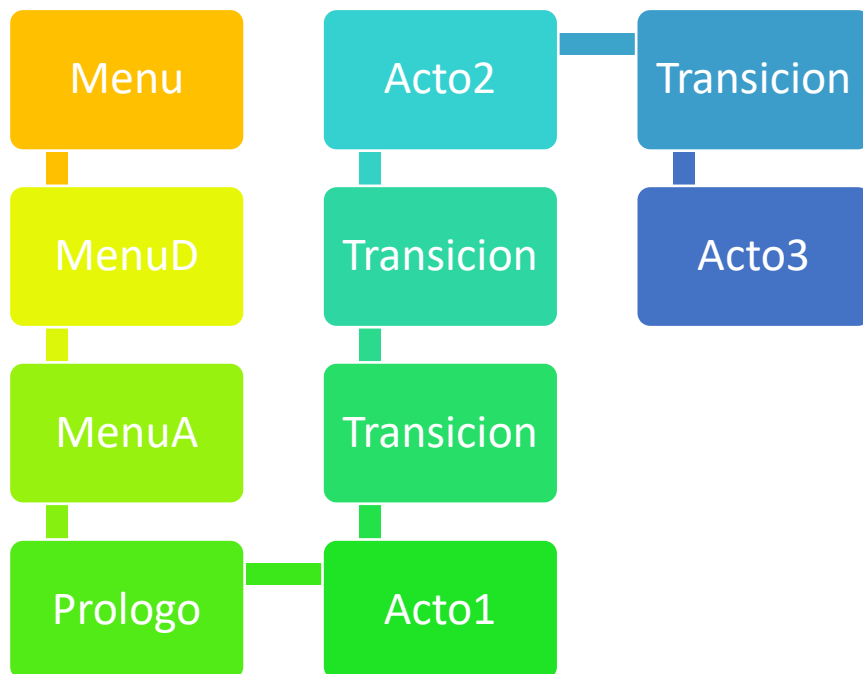 Menu
MenuD
MenuA
Prologo
Acto1
Transicion
Transicion
Acto2
Transicion
Acto3